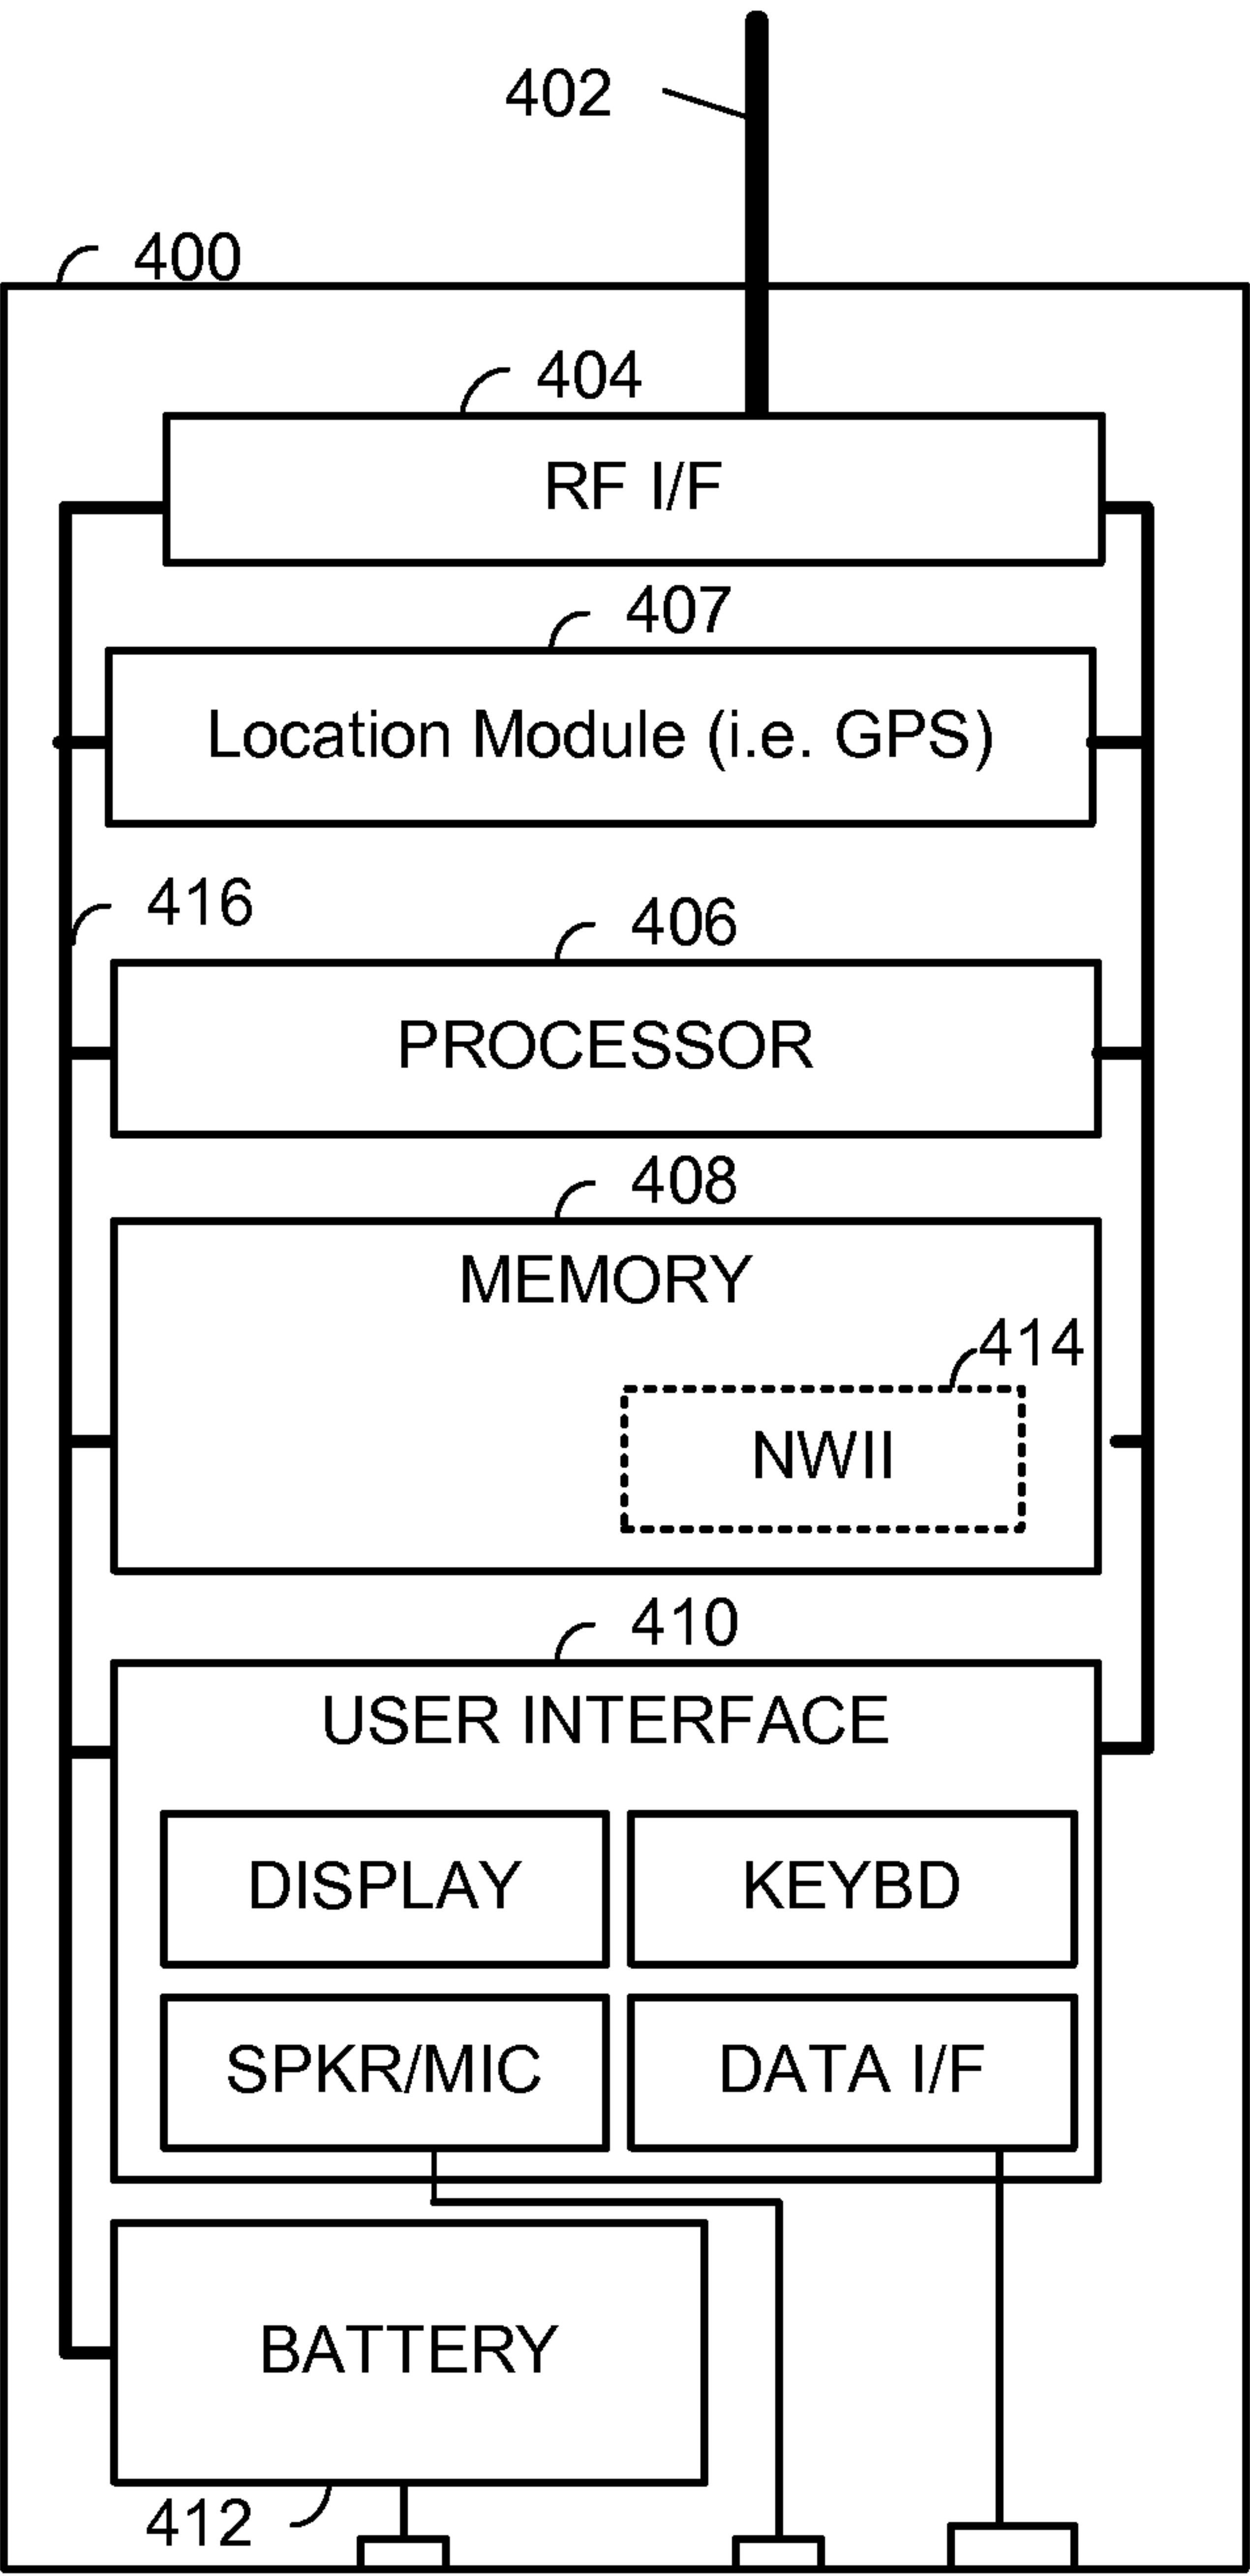 402
400
404
RF I/F
407
Location Module (i.e. GPS)
416
406
PROCESSOR
408
MEMORY
414
NWII
410
USER INTERFACE
DISPLAY
KEYBD
SPKR/MIC
DATA I/F
BATTERY
412